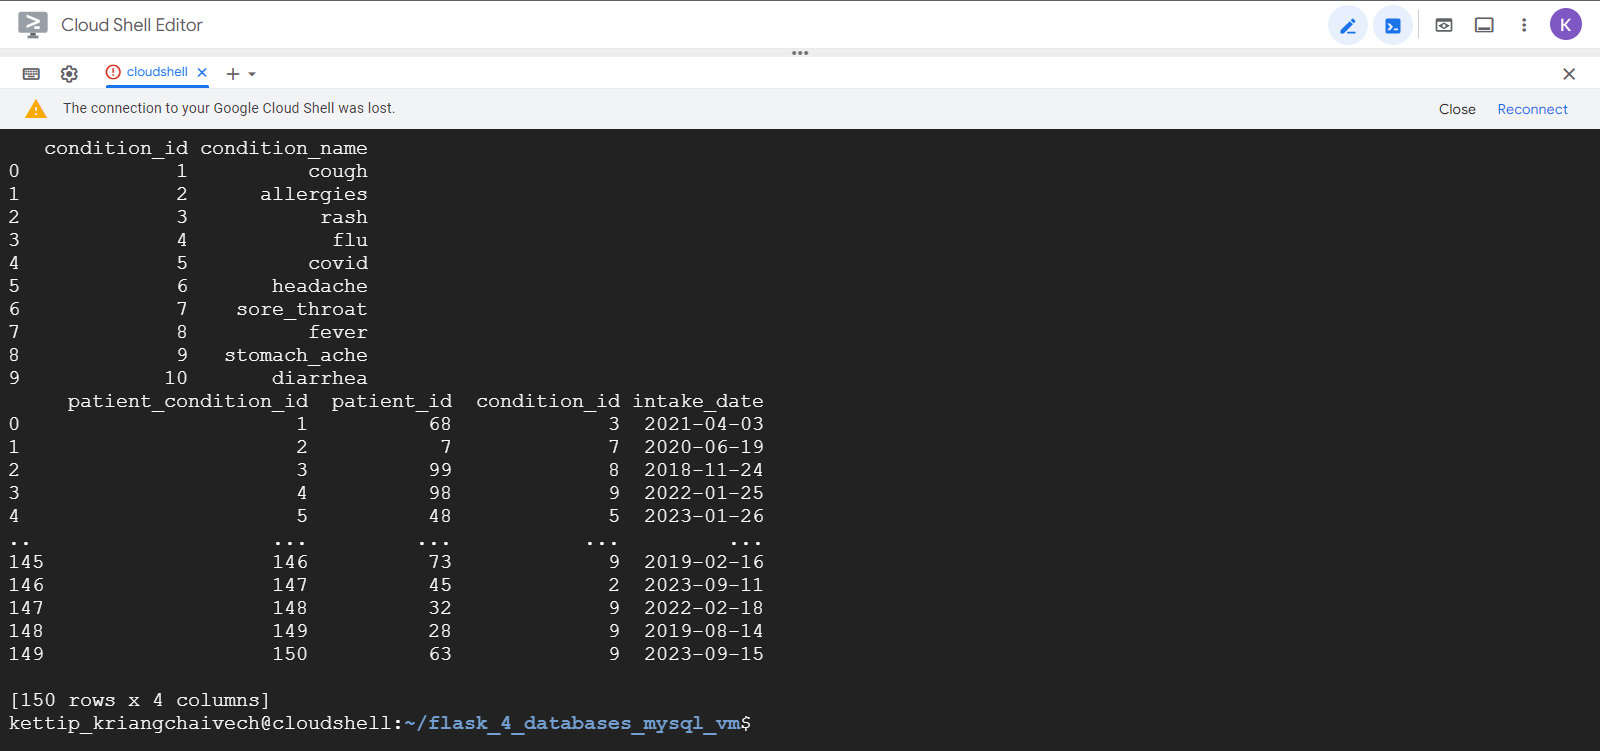 Cloud Shell Editor
K
cloudshell
The connection to your Google Cloud Shell was lost.
Close Reconnect
condition_id condition_name
0 1 cough
1 2 allergies
2 3 rash
3 4 flu
4 5 covid
5 6 headache
6 7 sore_throat
7 8 fever
8 9 stomach_ache
9 10 diarrhea
patient_condition_id patient_id condition_id intake_date
0 1 68 3 2021-04-03
1 2 7 7 2020-06-19
2 3 99 8 2018-11-24
3 4 98 9 2022-01-25
4 5 48 5 2023-01-26
.. ... ... ... ...
145 146 73 9 2019-02-16
146 147 45 2 2023-09-11
147 148 32 9 2022-02-18
148 149 28 9 2019-08-14
149 150 63 9 2023-09-15
[150 rows x 4 columns]
kettip_kriangchaivech@cloudshell:~/flask_4_databases_mysql_vm$